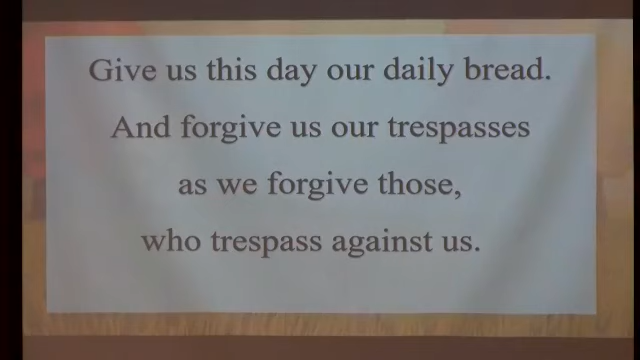 Give us this day our daily bread.
And forgive us our trespasses
as we forgive those,
who trespass against us.